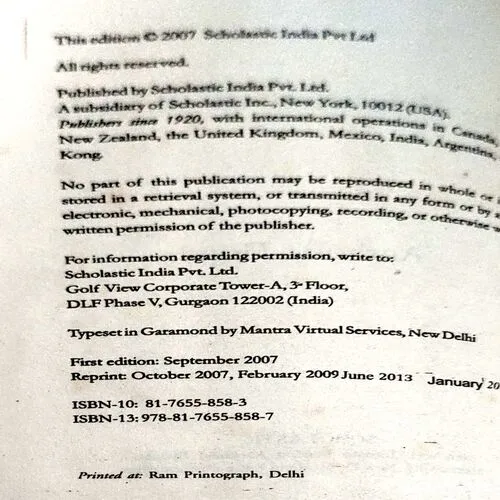 This edition © 2007 Scholastic India Pvt Ltd
All rights reserved.
Published by Scholastic India Pvt. Ltd.
A subsidiary of Scholastic Inc., New York, 10012 (USA).
Publishers since 1920, with international operations in Canada,
New Zealand, the United Kingdom, Mexico, India, Argentina,
Kong.
No part of this publication may be reproduced in whole or
stored in a retrieval system, or transmitted in any form or by
electronic, mechanical, photocopying, recording, or otherwise
written permission of the publisher.
For information regarding permission, write to:
Scholastic India Pvt. Ltd.
Golf View Corporate Tower-A, 3rd Floor,
DLF Phase V, Gurgaon 122002 (India)
Typeset in Garamond by Mantra Virtual Services, New Delhi
First edition: September 2007
Reprint: October 2007, February 2009 June 2013 January 20
ISBN-10: 81-7655-858-3
ISBN-13: 978-81-7655-858-7
Printed at: Ram Printograph, Delhi